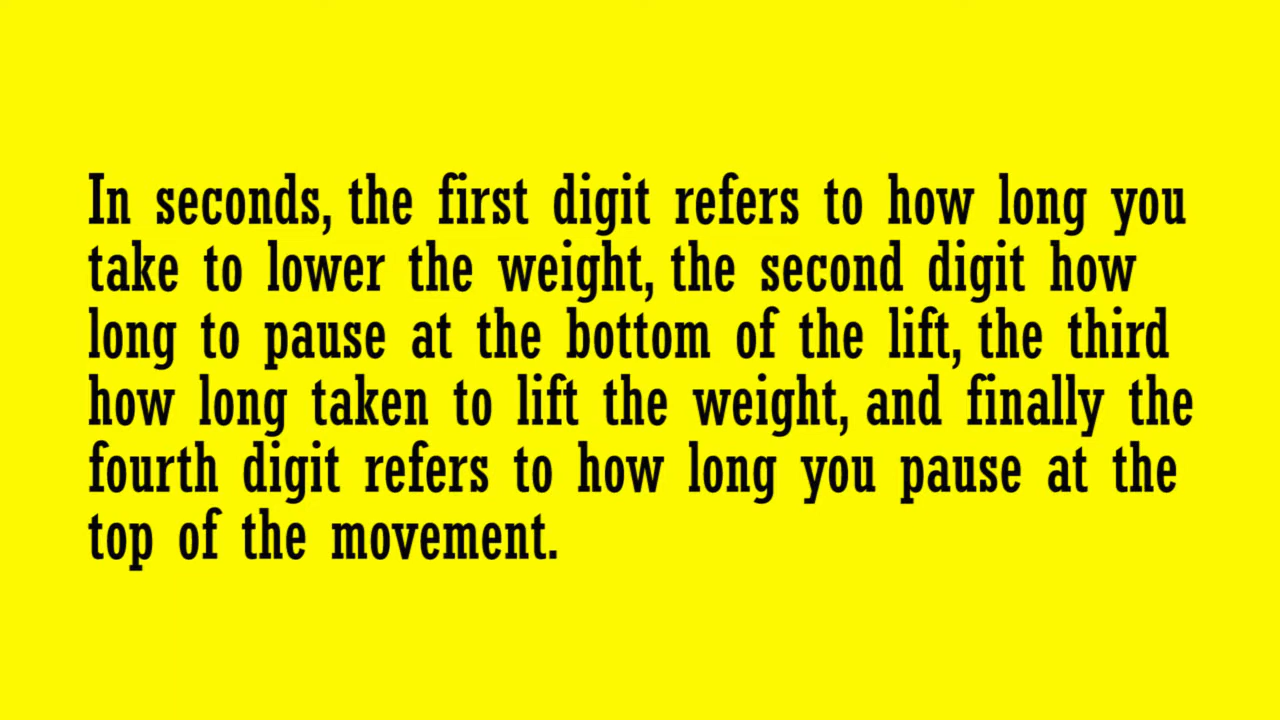 In seconds, the first digit refers to how long you
take to lower the weight, the second digit how
long to pause at the bottom of the lift, the third
how long taken to lift the weight, and finally the
fourth digit refers to how long you pause at the
top of the movement.